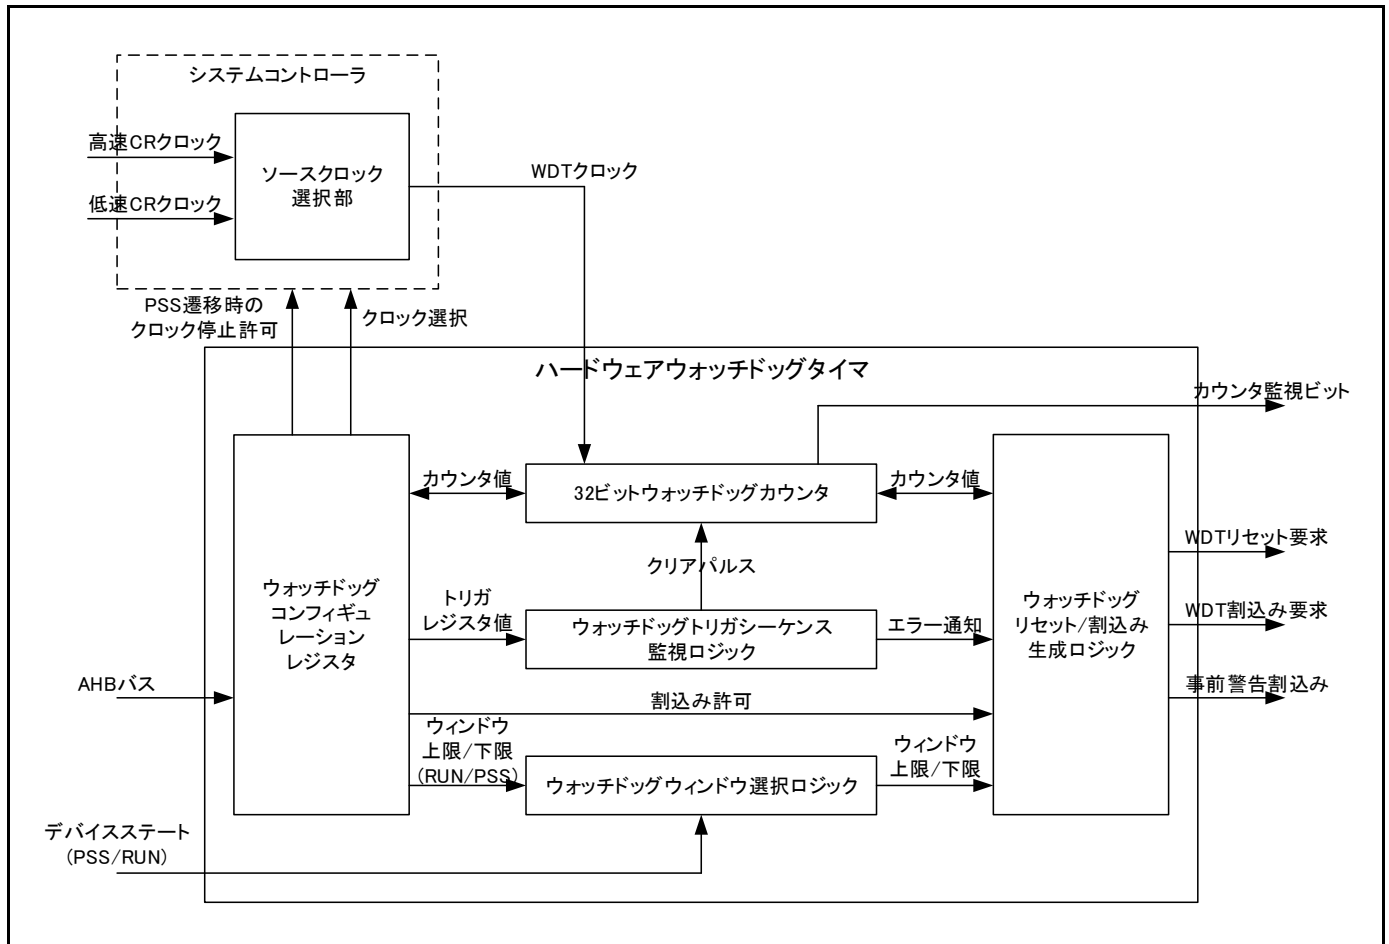 システムコントローラ
高速CRクロック
低速CRクロック
ソースクロック
選択部
WDTクロック
PSS遷移時の
クロック停止許可
クロック選択
ハードウェアウォッチドッグタイマ
カウンタ監視ビット
カウンタ値
32ビットウォッチドッグカウンタ
カウンタ値
WDTリセット要求
クリアパルス
ウォッチドッグ
コンフィギュ
レーション
レジスタ
トリガ
レジスタ値
ウォッチドッグトリガシーケンス
監視ロジック
エラー通知
ウォッチドッグ
リセット/割込み
生成ロジック
WDT割込み要求
AHBバス
割込み許可
事前警告割込み
ウィンドウ
上限/下限
(RUN/PSS)
ウォッチドッグウィンドウ選択ロジック
ウィンドウ
上限/下限
デバイスステート
(PSS/RUN)